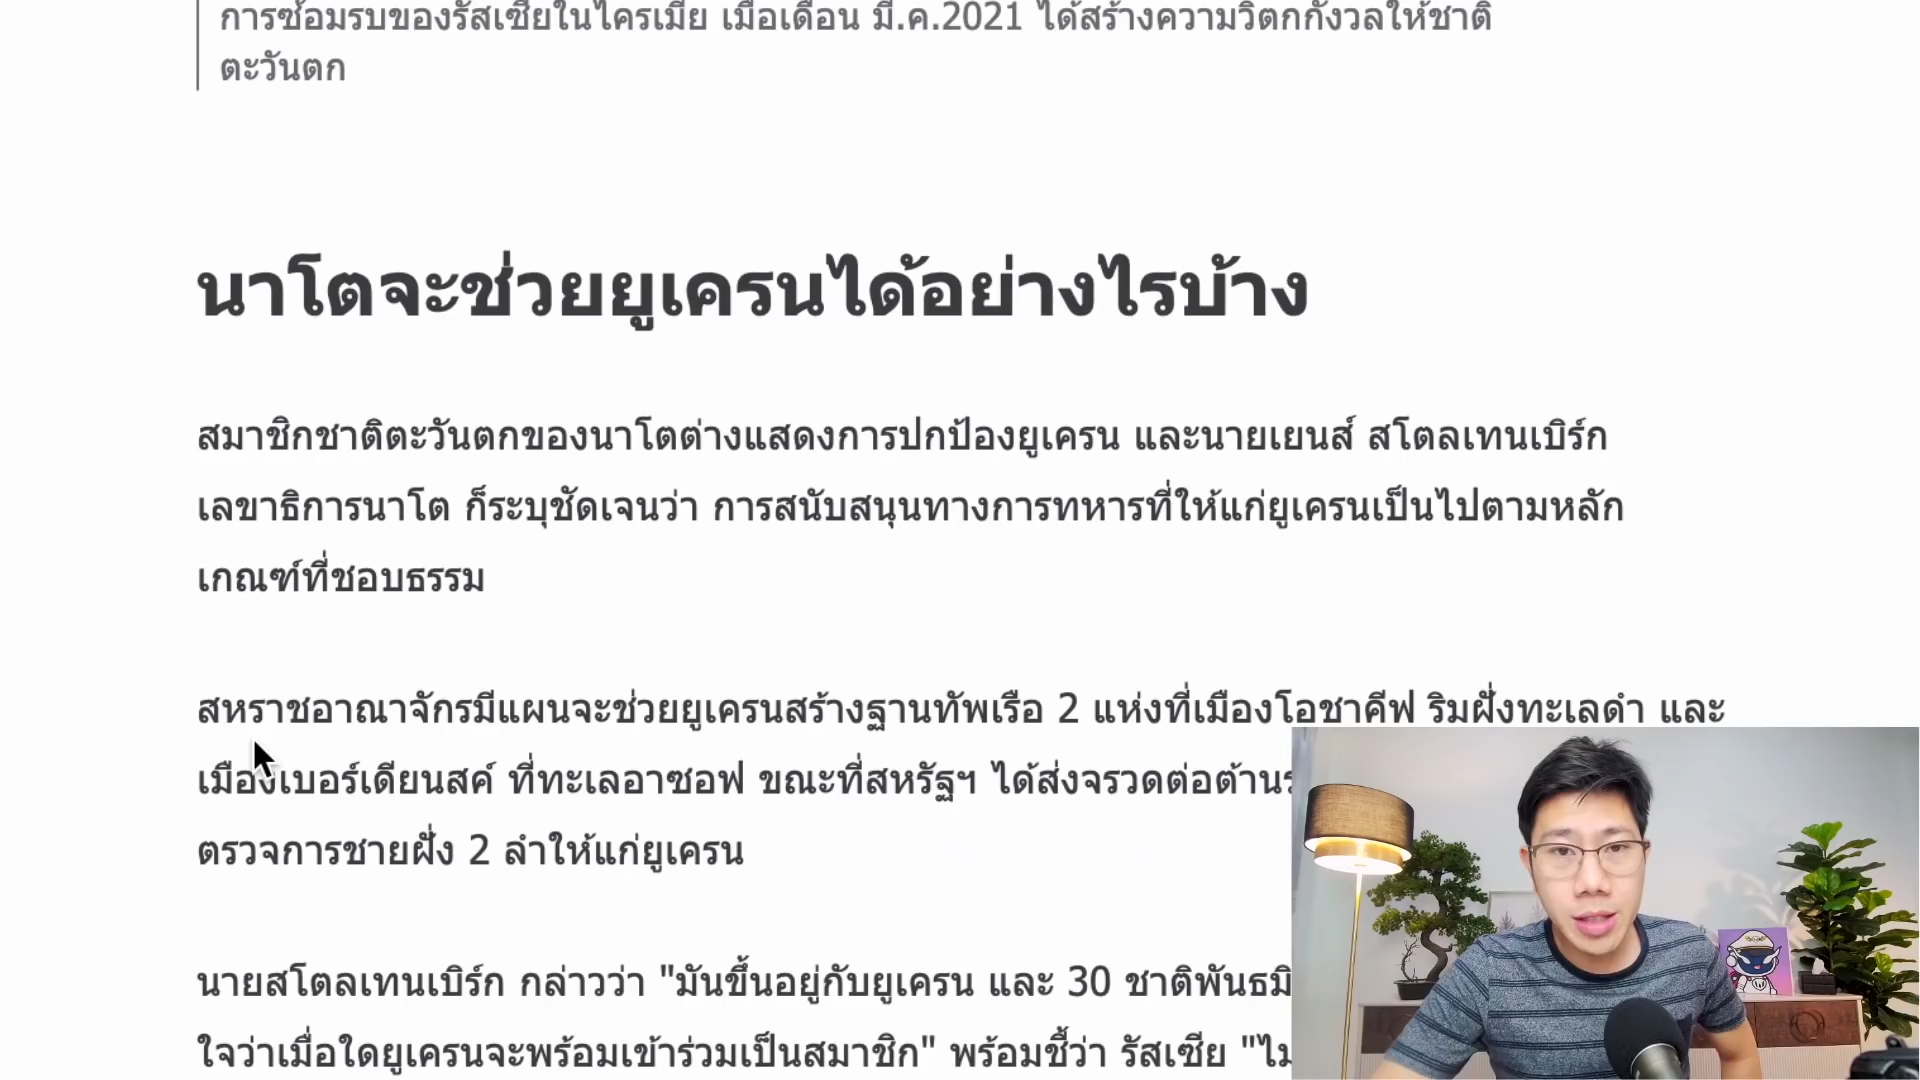 การซ้อมรบของรัสเซียในไครเมีย เมื่อเดือน มี.ค.2021 ได้สร้างความวิตกกังวลให้ชาติ
ตะวันตก
นาโตจะช่วยยูเครนได้อย่างไรบ้าง
สมาชิกชาติตะวันตกของนาโตต่างแสดงการปกป้องยูเครน และนายเยนส์ สโตลเทนเบิร์ก
เลขาธิการนาโต ก็ระบุชัดเจนว่า การสนับสนุนทางการทหารที่ให้แก่ยูเครนเป็นไปตามหลัก
เกณฑ์ที่ชอบธรรม
สหราชอาณาจักรมีแผนจะช่วยยูเครนสร้างฐานทัพเรือ 2 แห่งที่เมืองโอชาคีฟ ริมฝั่งทะเลดำ และ
เมืองเบอร์เดียนสค์ ที่ทะเลอาซอฟ ขณะที่สหรัฐฯ ได้ส่งจรวดต่อต้าน
ตรวจการชายฝั่ง 2 ลำให้แก่ยูเครน
นายสโตลเทนเบิร์ก กล่าวว่า "มันขึ้นอยู่กับยูเครน และ 30 ชาติพันธมิ
ใจว่าเมื่อใดยูเครนจะพร้อมเข้าร่วมเป็นสมาชิก" พร้อมชี้ว่า รัสเซีย "ไม